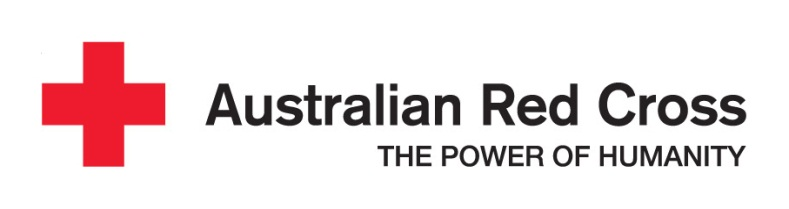 Australian Red Cross
THE POWER OF HUMANITY